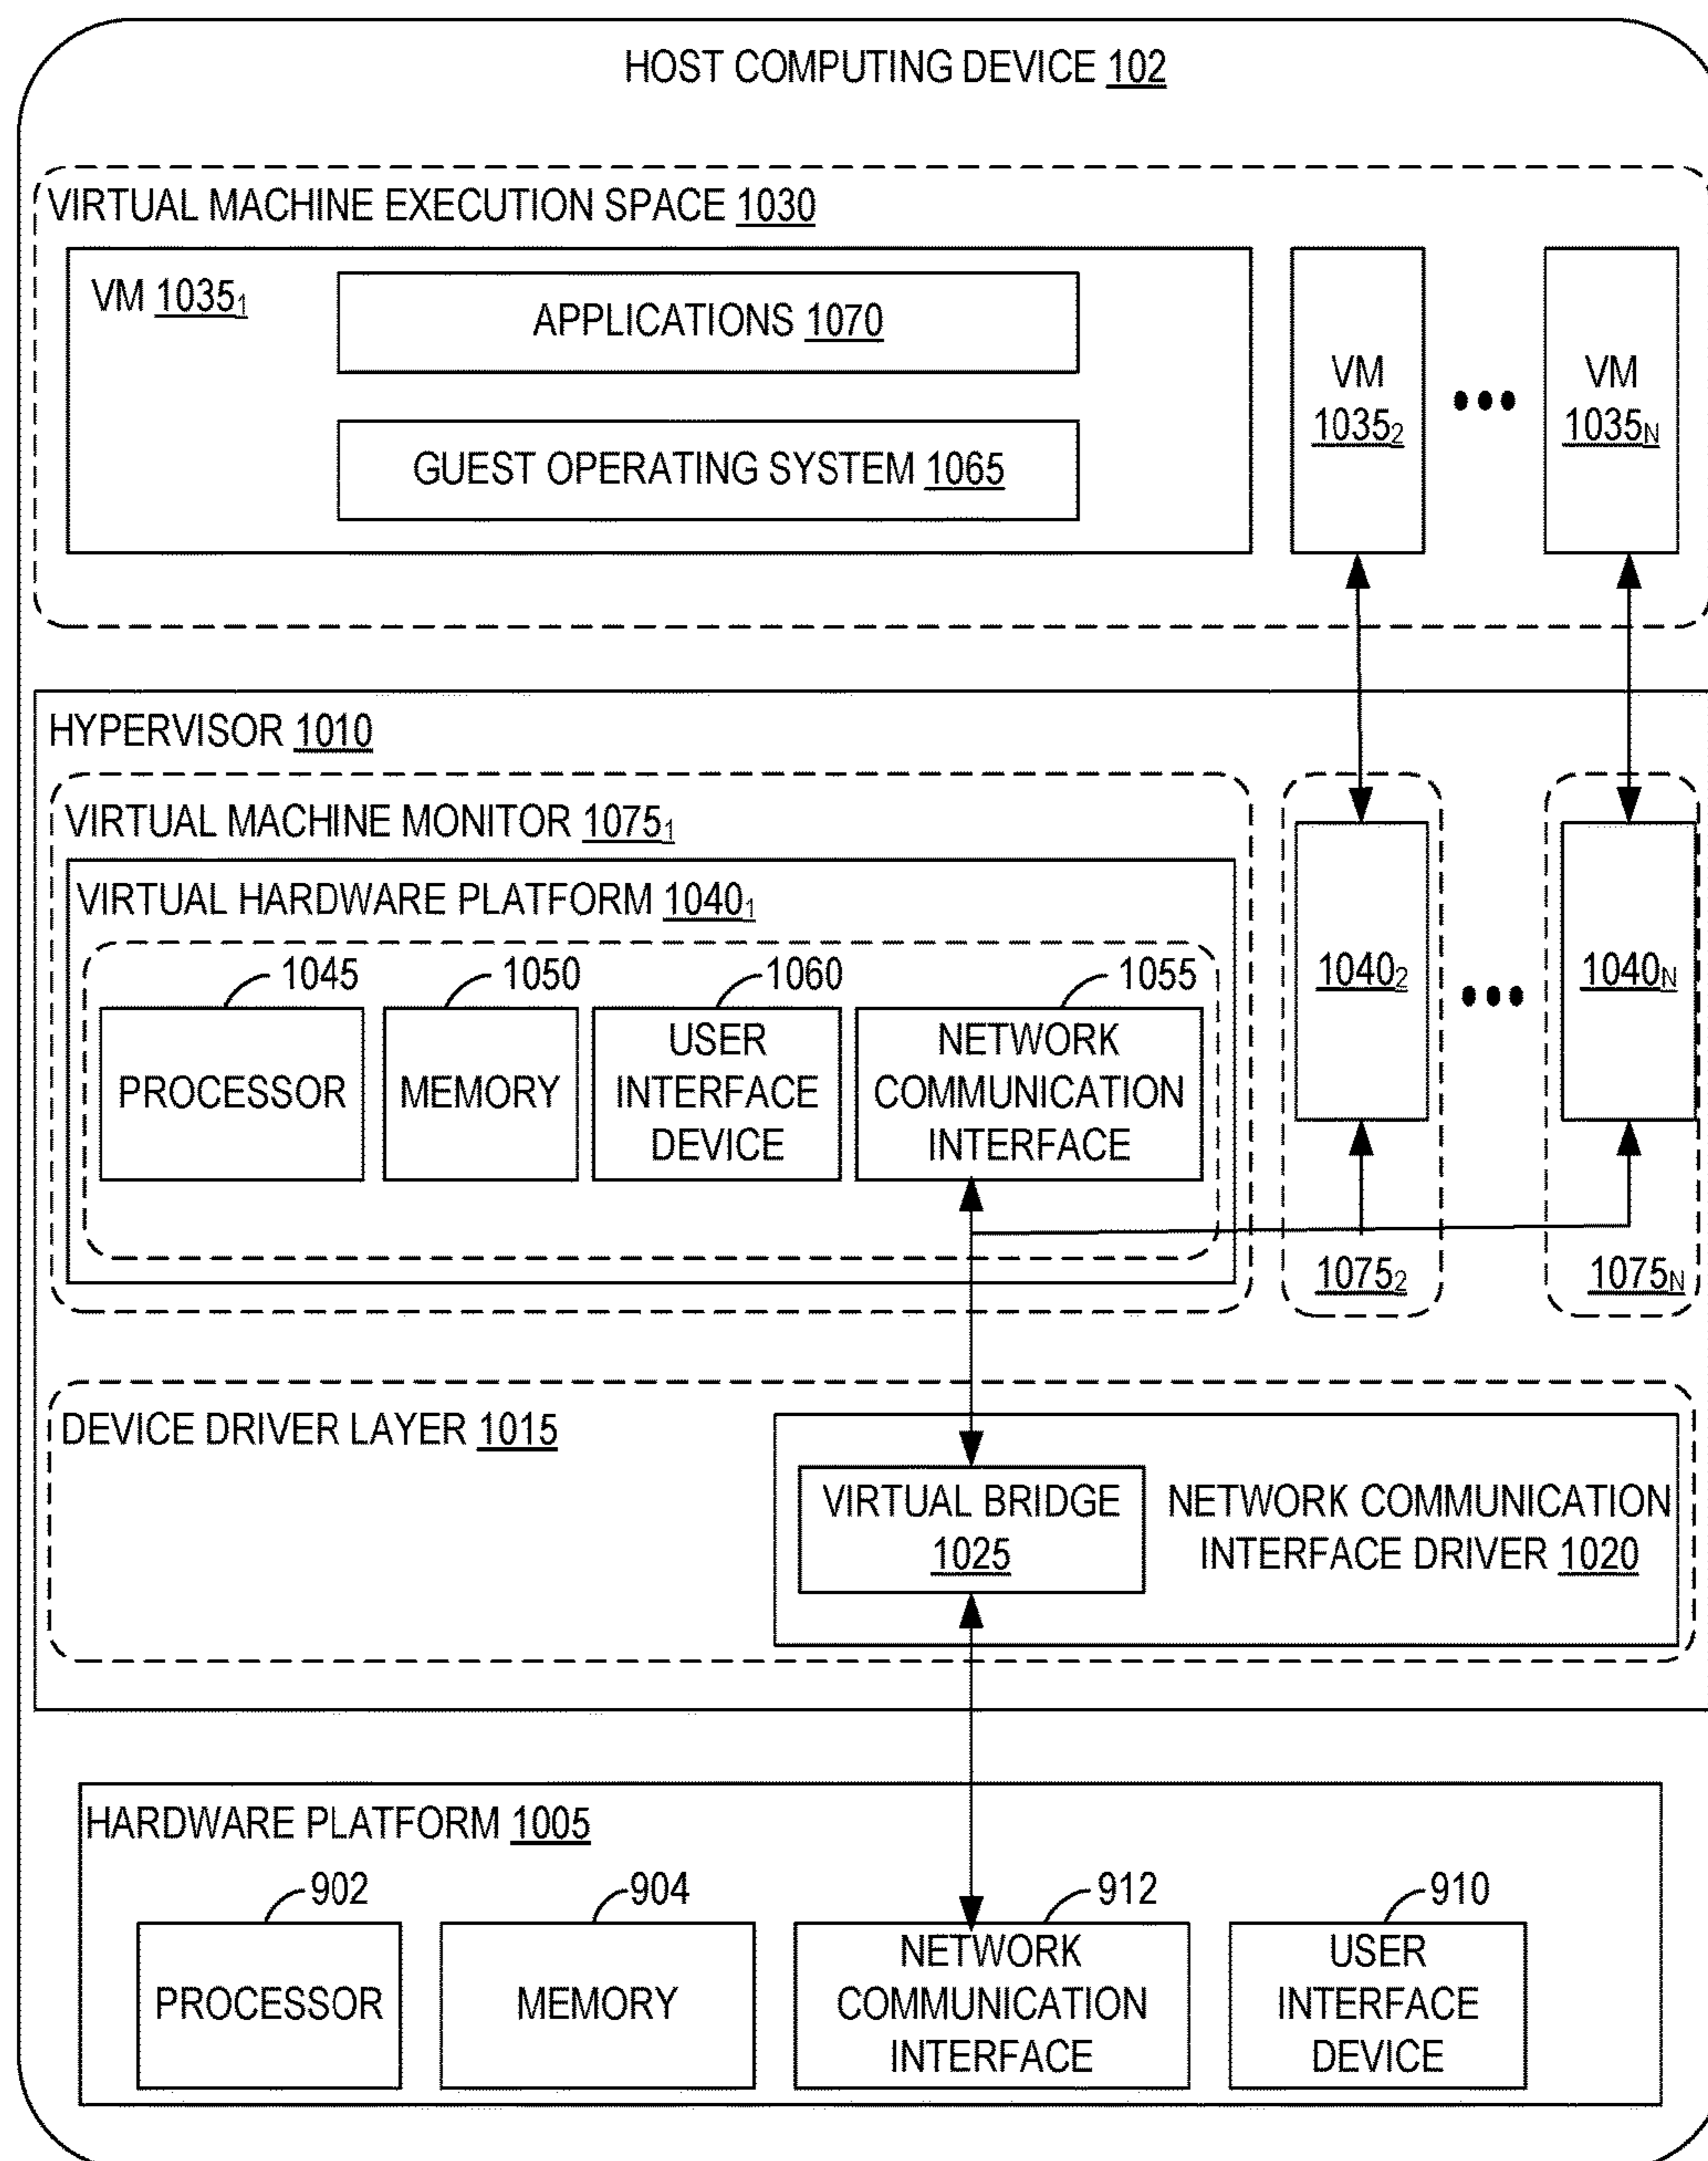 HOST COMPUTING DEVICE 102
VIRTUAL MACHINE EXECUTION SPACE 1030
VM 1035₁
APPLICATIONS 1070
GUEST OPERATING SYSTEM 1065
VM
1035₂
•••
VM
1035N
HYPERVISOR 1010
VIRTUAL MACHINE MONITOR 1075₁
VIRTUAL HARDWARE PLATFORM 1040₁
1045
PROCESSOR
1050
MEMORY
1060
USER
INTERFACE
DEVICE
1055
NETWORK
COMMUNICATION
INTERFACE
1040₂
•••
1040N
1075₂
1075N
DEVICE DRIVER LAYER 1015
VIRTUAL BRIDGE
1025
NETWORK COMMUNICATION
INTERFACE DRIVER 1020
HARDWARE PLATFORM 1005
902
PROCESSOR
904
MEMORY
912
NETWORK
COMMUNICATION
INTERFACE
910
USER
INTERFACE
DEVICE